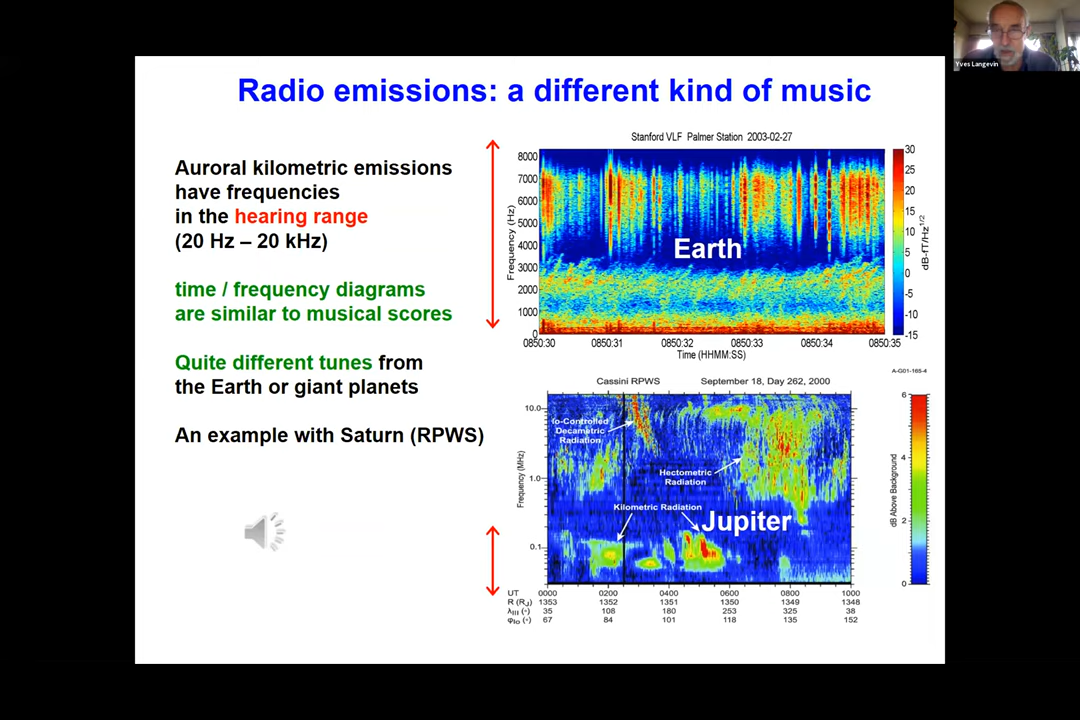 Yves Langevin
Radio emissions: a different kind of music
Auroral kilometric emissions
have frequencies
in the hearing range
(20 Hz – 20 kHz)
time / frequency diagrams
are similar to musical scores
Quite different tunes from
the Earth or giant planets
An example with Saturn (RPWS)
Stanford VLF Palmer Station 2003-02-27
Frequency (Hz)
8000
7000
6000
5000
4000
3000
2000
1000
0
Earth
0850:30 0850:31 0850:32 0850:33 0850:34 0850:35
Time (HHMM:SS)
30
25
20
15
10
5
0
-5
-10
-15
dB-fT/Hz^1/2
A-G01-165-4
Cassini RPWS September 18, Day 262, 2000
Frequency (MHz)
10.0
1.0
0.1
Io-Controlled
Decametric
Radiation
Hectometric
Radiation
Kilometric Radiation
Jupiter
6
4
2
0
dB Above Background
UT 0000 0200 0400 0600 0800 1000
R (RJ) 1353 1352 1351 1350 1349 1348
λIII (°) 35 108 180 253 325 38
φIo (°) 67 84 101 118 135 152